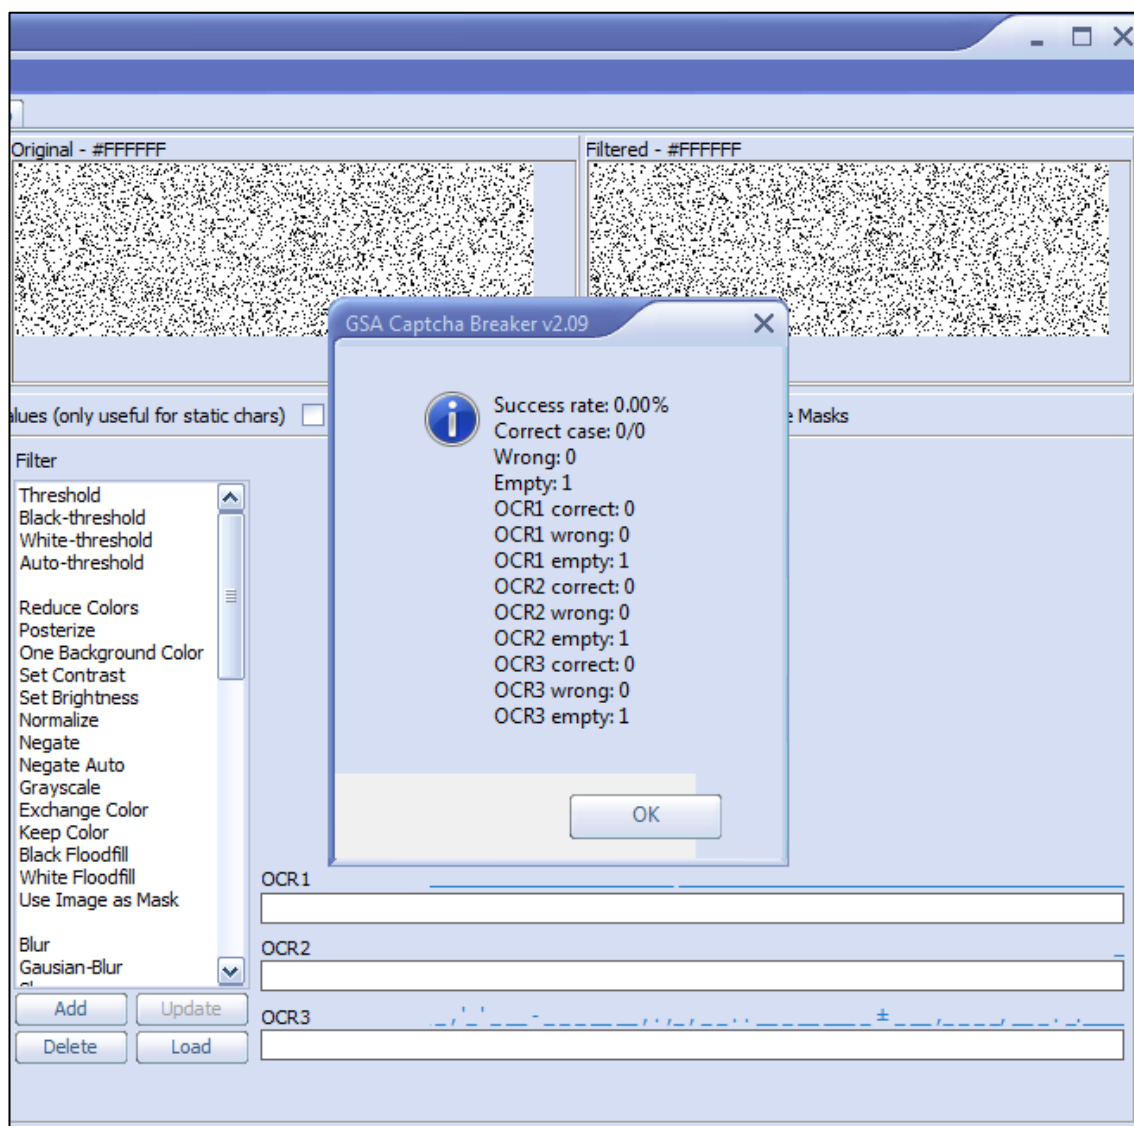 Original - #FFFFFF
Filtered - #FFFFFF
GSA Captcha Breaker v2.09
Success rate: 0.00%
Correct case: 0/0
Wrong: 0
Empty: 1
OCR1 correct: 0
OCR1 wrong: 0
OCR1 empty: 1
OCR2 correct: 0
OCR2 wrong: 0
OCR2 empty: 1
OCR3 correct: 0
OCR3 wrong: 0
OCR3 empty: 1
OK
(only useful for static chars)
Masks
Filter
Threshold
Black-threshold
White-threshold
Auto-threshold
Reduce Colors
Posterize
One Background Color
Set Contrast
Set Brightness
Normalize
Negate
Negate Auto
Grayscale
Exchange Color
Keep Color
Black Floodfill
White Floodfill
Use Image as Mask
Blur
Gausian-Blur
Add
Update
Delete
Load
OCR1
OCR2
OCR3